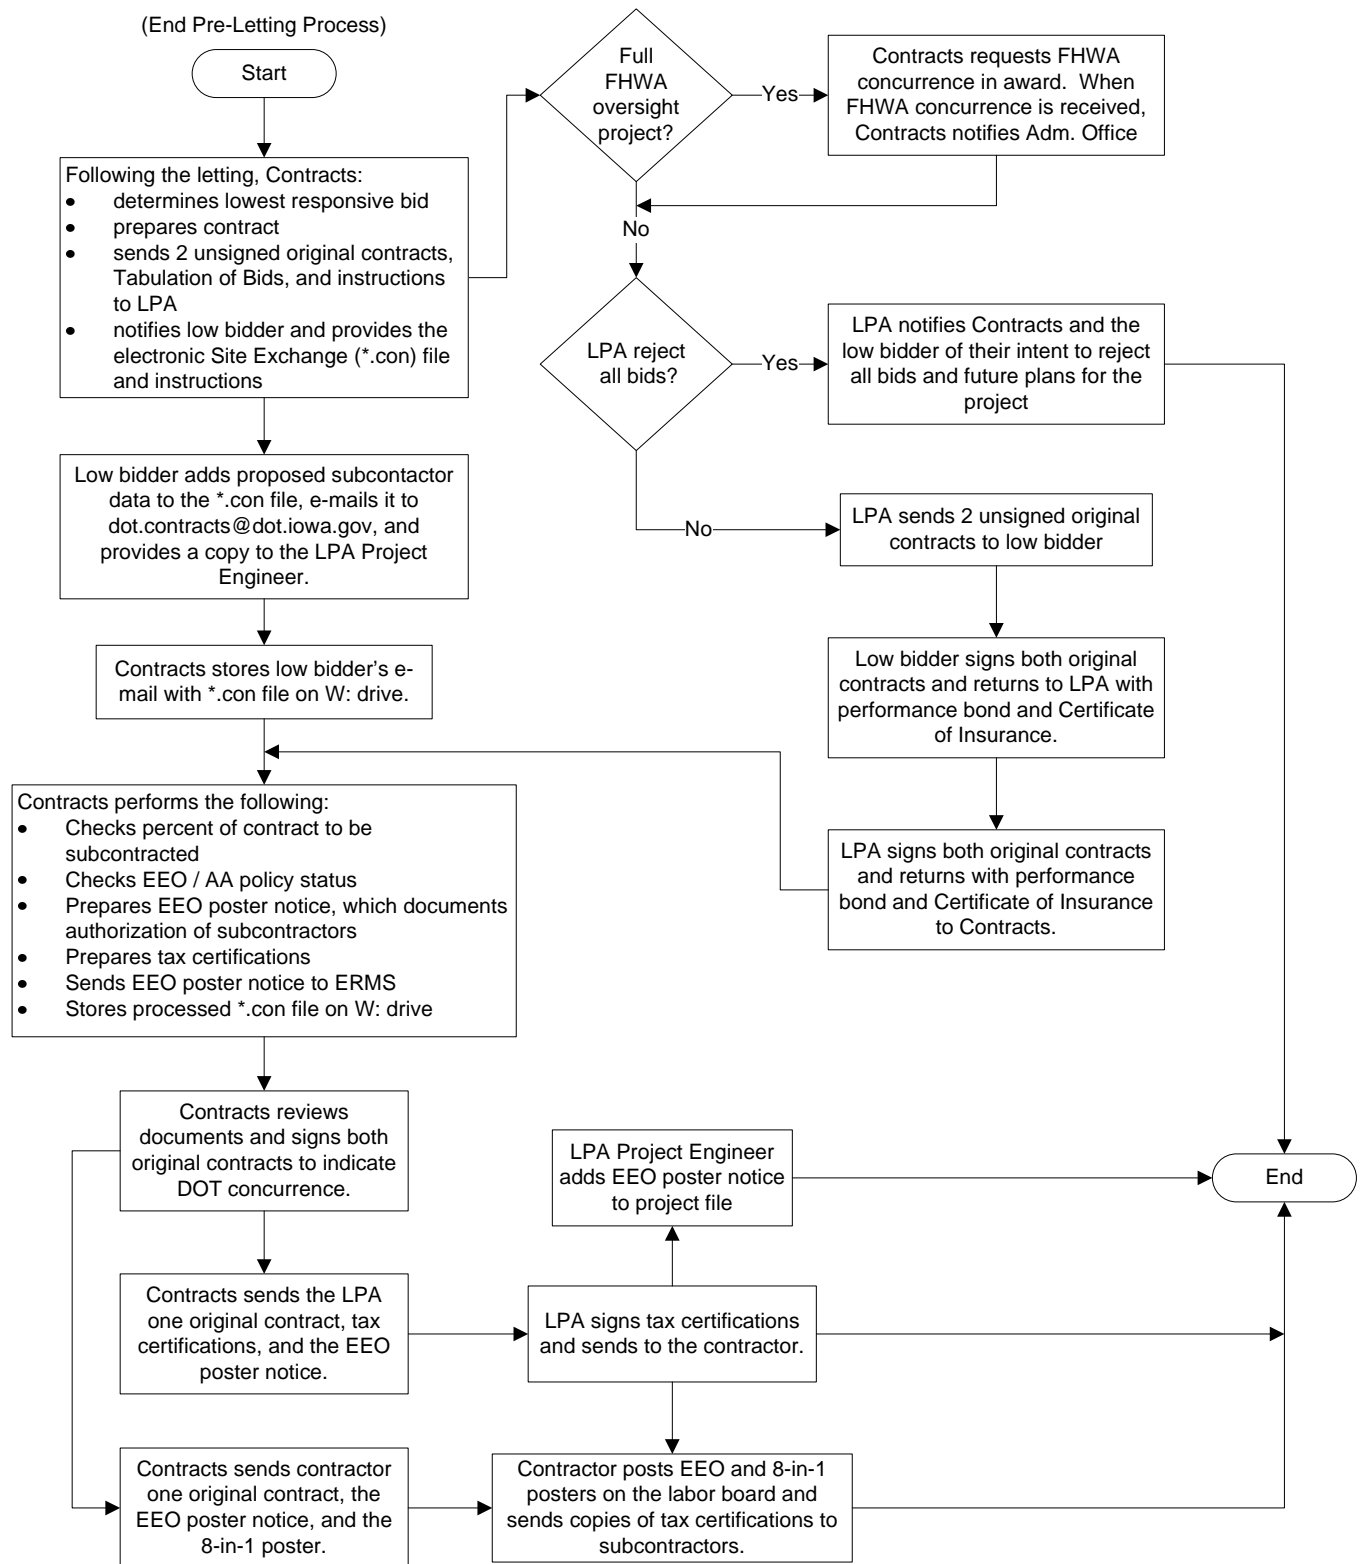 (End Pre-Letting Process)
Start
Following the letting, Contracts:
• determines lowest responsive bid
• prepares contract
• sends 2 unsigned original contracts,
Tabulation of Bids, and instructions
to LPA
• notifies low bidder and provides the
electronic Site Exchange (*.con) file
and instructions
Full
FHWA
oversight
project?
Yes
Contracts requests FHWA
concurrence in award.  When
FHWA concurrence is received,
Contracts notifies Adm. Office
No
LPA reject
all bids?
Yes
LPA notifies Contracts and the
low bidder of their intent to reject
all bids and future plans for the
project
No
LPA sends 2 unsigned original
contracts to low bidder
Low bidder adds proposed subcontactor
data to the *.con file, e-mails it to
dot.contracts@dot.iowa.gov, and
provides a copy to the LPA Project
Engineer.
Contracts stores low bidder's e-
mail with *.con file on W: drive.
Low bidder signs both original
contracts and returns to LPA with
performance bond and Certificate
of Insurance.
LPA signs both original contracts
and returns with performance
bond and Certificate of Insurance
to Contracts.
Contracts performs the following:
• Checks percent of contract to be
subcontracted
• Checks EEO / AA policy status
• Prepares EEO poster notice, which documents
authorization of subcontractors
• Prepares tax certifications
• Sends EEO poster notice to ERMS
• Stores processed *.con file on W: drive
Contracts reviews
documents and signs both
original contracts to indicate
DOT concurrence.
LPA Project Engineer
adds EEO poster notice
to project file
End
Contracts sends the LPA
one original contract, tax
certifications, and the EEO
poster notice.
LPA signs tax certifications
and sends to the contractor.
Contracts sends contractor
one original contract, the
EEO poster notice, and the
8-in-1 poster.
Contractor posts EEO and 8-in-1
posters on the labor board and
sends copies of tax certifications to
subcontractors.